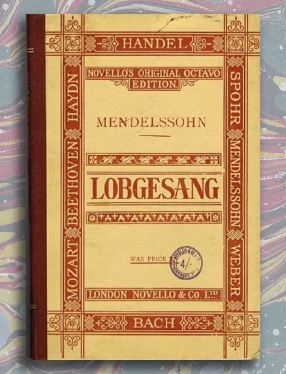 HANDEL
NOVELLO'S ORIGINAL OCTAVO
EDITION
MOZART BEETHOVEN HAYDN
SPOHR MENDELSSOHN WEBER
MENDELSSOHN
LOBGESANG
WAR PRICE
4/-
LONDON NOVELLO & CO. LTD
BACH